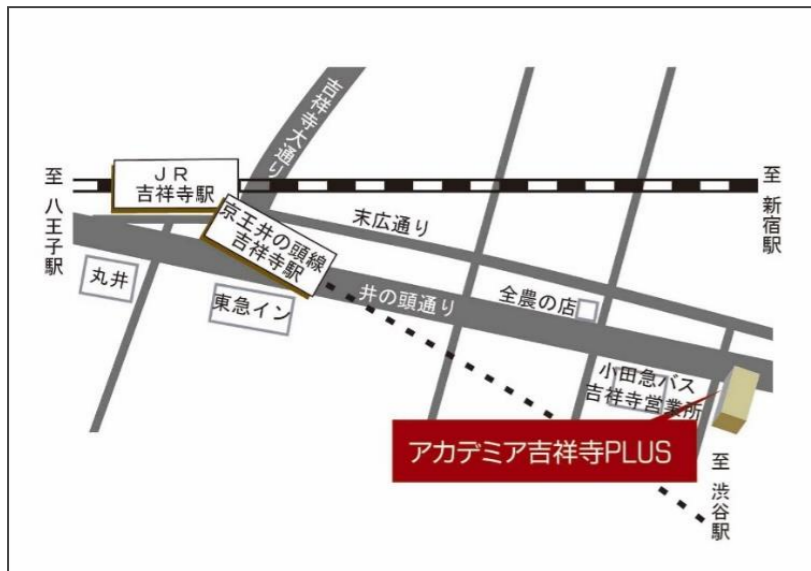 吉祥寺大通り
至 八王子駅
JR
吉祥寺駅
至 新宿駅
京王井の頭線
吉祥寺駅
末広通り
丸井
東急イン
井の頭通り
全農の店
小田急バス
吉祥寺営業所
アカデミア吉祥寺PLUS
至 渋谷駅